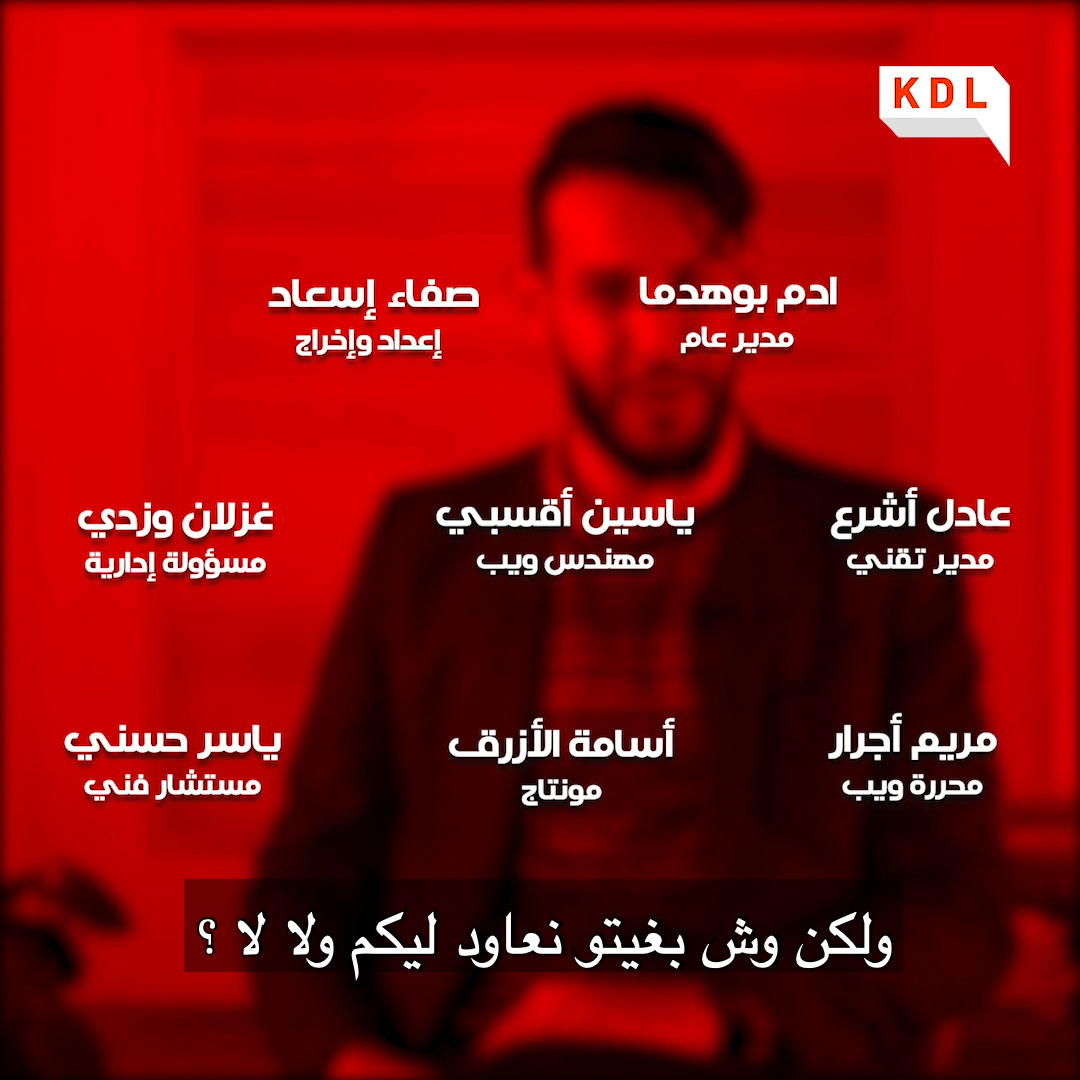 KDL
ادم بوهدما
مدير عام
صفاء إسعاد
إعداد وإخراج
عادل أشرع
مدير تقني
ياسين أقسبي
مهندس ويب
غزلان وزدي
مسؤولة إدارية
مريم أجرار
محررة ويب
أسامة الأزرق
مونتاج
ياسر حسني
مستشار فني
ولكن وش بغيتو نعاود ليكم ولا لا ؟